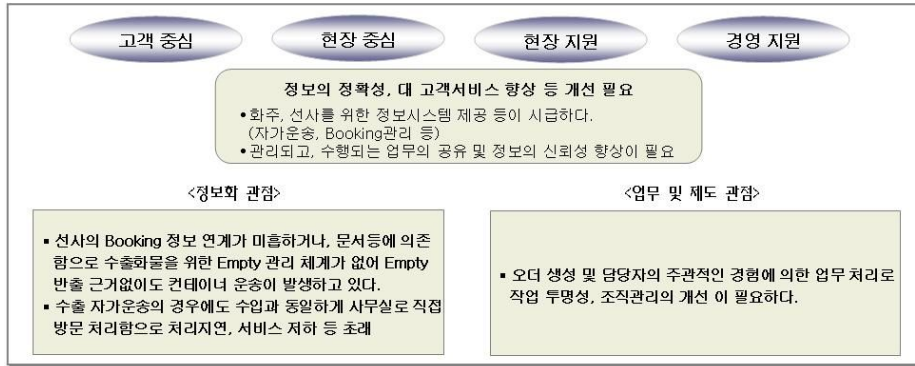 고객 중심
현장 중심
현장 지원
경영 지원
정보의 정확성, 대 고객서비스 향상 등 개선 필요
•화주, 선사를 위한 정보시스템 제공 등이 시급하다.
(자가운송, Booking관리 등)
•관리되고, 수행되는 업무의 공유 및 정보의 신뢰성 향상이 필요
<정보화 관점>
▪ 선사의 Booking 정보 연계가 미흡하거나, 문서등에 의존
함으로 수출화물을 위한 Empty 관리 체계가 없어 Empty
반출 근거없이도 컨테이너 운송이 발생하고 있다.
▪ 수출 자가운송의 경우에도 수입과 동일하게 사무실로 직접
방문 처리함으로 처리지연, 서비스 저하 등 초래
<업무 및 제도 관점>
▪ 오더 생성 및 담당자의 주관적인 경험에 의한 업무 처리로
작업 투명성, 조직관리의 개선 이 필요하다.